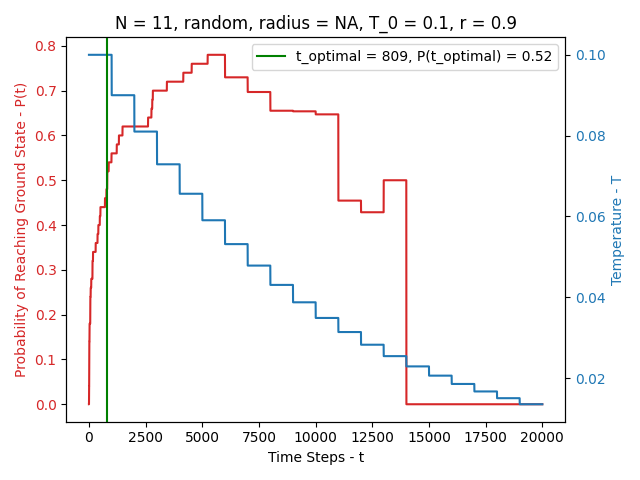 N = 11, random, radius = NA, T_0 = 0.1, r = 0.9
t_optimal = 809, P(t_optimal) = 0.52
Probability of Reaching Ground State - P(t)
0.8
0.7
0.6
0.5
0.4
0.3
0.2
0.1
0.0
0.10
0.08
0.06
0.04
0.02
Temperature - T
0 2500 5000 7500 10000 12500 15000 17500 20000
Time Steps - t